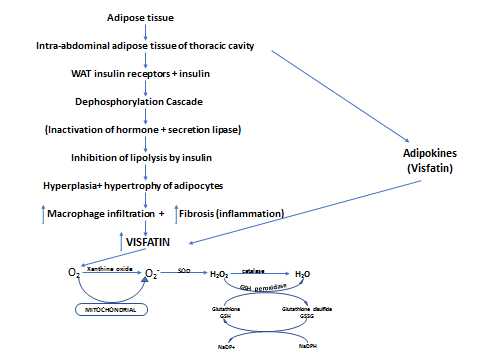 Adipose tissue
Intra-abdominal adipose tissue of thoracic cavity
WAT insulin receptors + insulin
Dephosphorylation Cascade
(Inactivation of hormone + secretion lipase)
Inhibition of lipolysis by insulin
Adipokines
(Visfatin)
Hyperplasia+ hypertrophy of adipocytes
Macrophage infiltration + Fibrosis (inflammation)
VISFATIN
O2 Xanthine oxide O2- SOD H2O2 catalase H2O
GSH peroxidase
MITOCHONDRIAL
Glutathione
GSH
Glutathione disulfide
GSSG
NaDP+ NaDPH